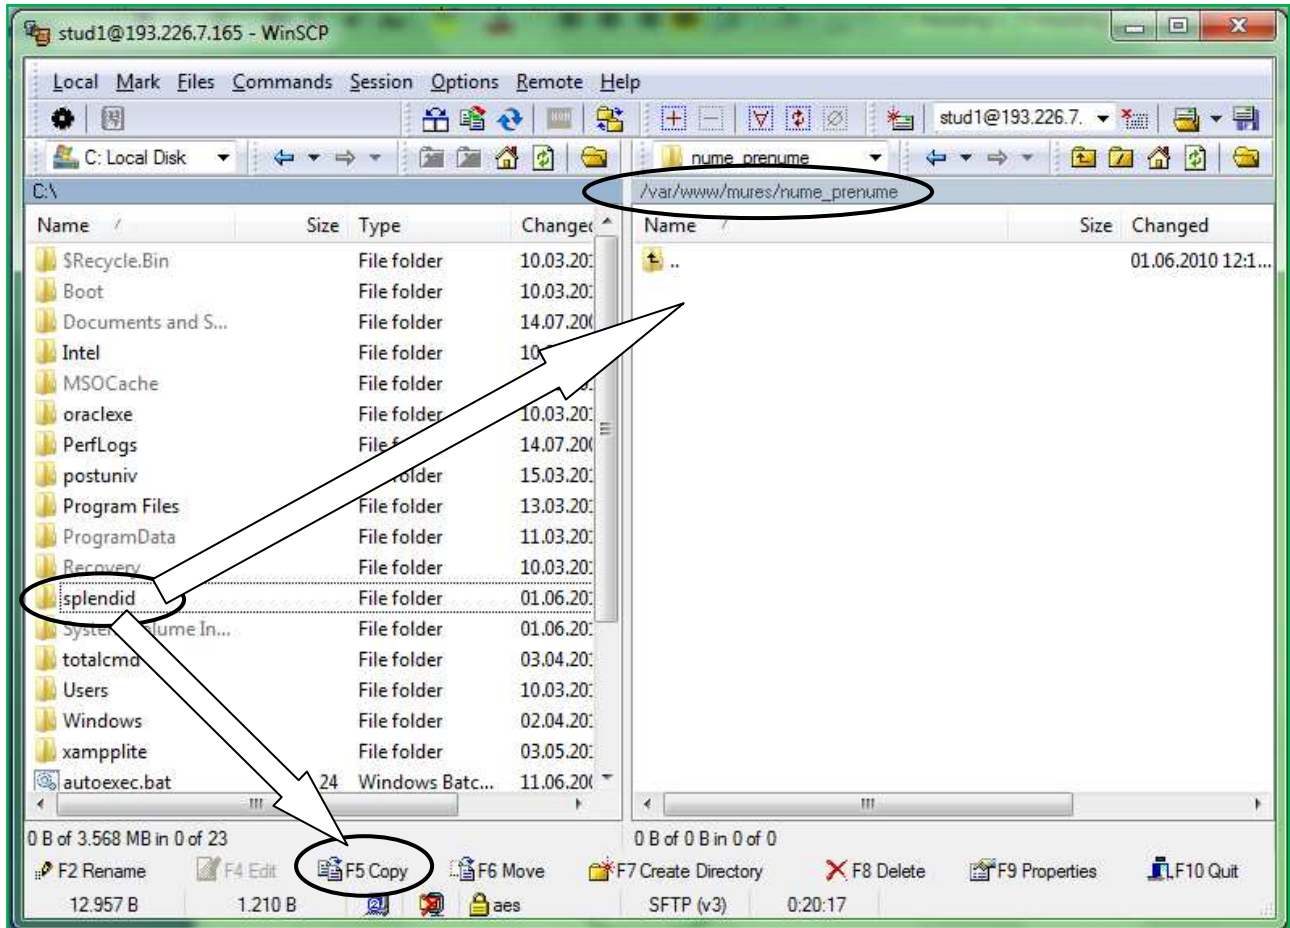 stud1@193.226.7.165 - WinSCP
Local Mark Files Commands Session Options Remote Help
stud1@193.226.7.
C: Local Disk nume_prenume
C:\ /var/www/mures/nume_prenume
Name Size Type Changed Name Size Changed
$Recycle.Bin File folder 10.03.20 .. 01.06.2010 12:1...
Boot File folder 10.03.20
Documents and S... File folder 14.07.20
Intel File folder 10
MSOCache File folder
oraclexe File folder 10.03.20
PerfLogs File 14.07.20
postuniv folder 15.03.20
Program Files File folder 13.03.20
ProgramData File folder 11.03.20
Recovery File folder 10.03.20
splendid File folder 01.06.20
System Volume In... File folder 01.06.20
totalcmd File folder 03.04.20
Users File folder 10.03.20
Windows File folder 02.04.20
xampplite File folder 03.05.20
autoexec.bat 24 Windows Batc... 11.06.20
0 B of 3.568 MB in 0 of 23 0 B of 0 B in 0 of 0
F2 Rename F4 Edit F5 Copy F6 Move F7 Create Directory F8 Delete F9 Properties F10 Quit
12.957 B 1.210 B aes SFTP (v3) 0:20:17